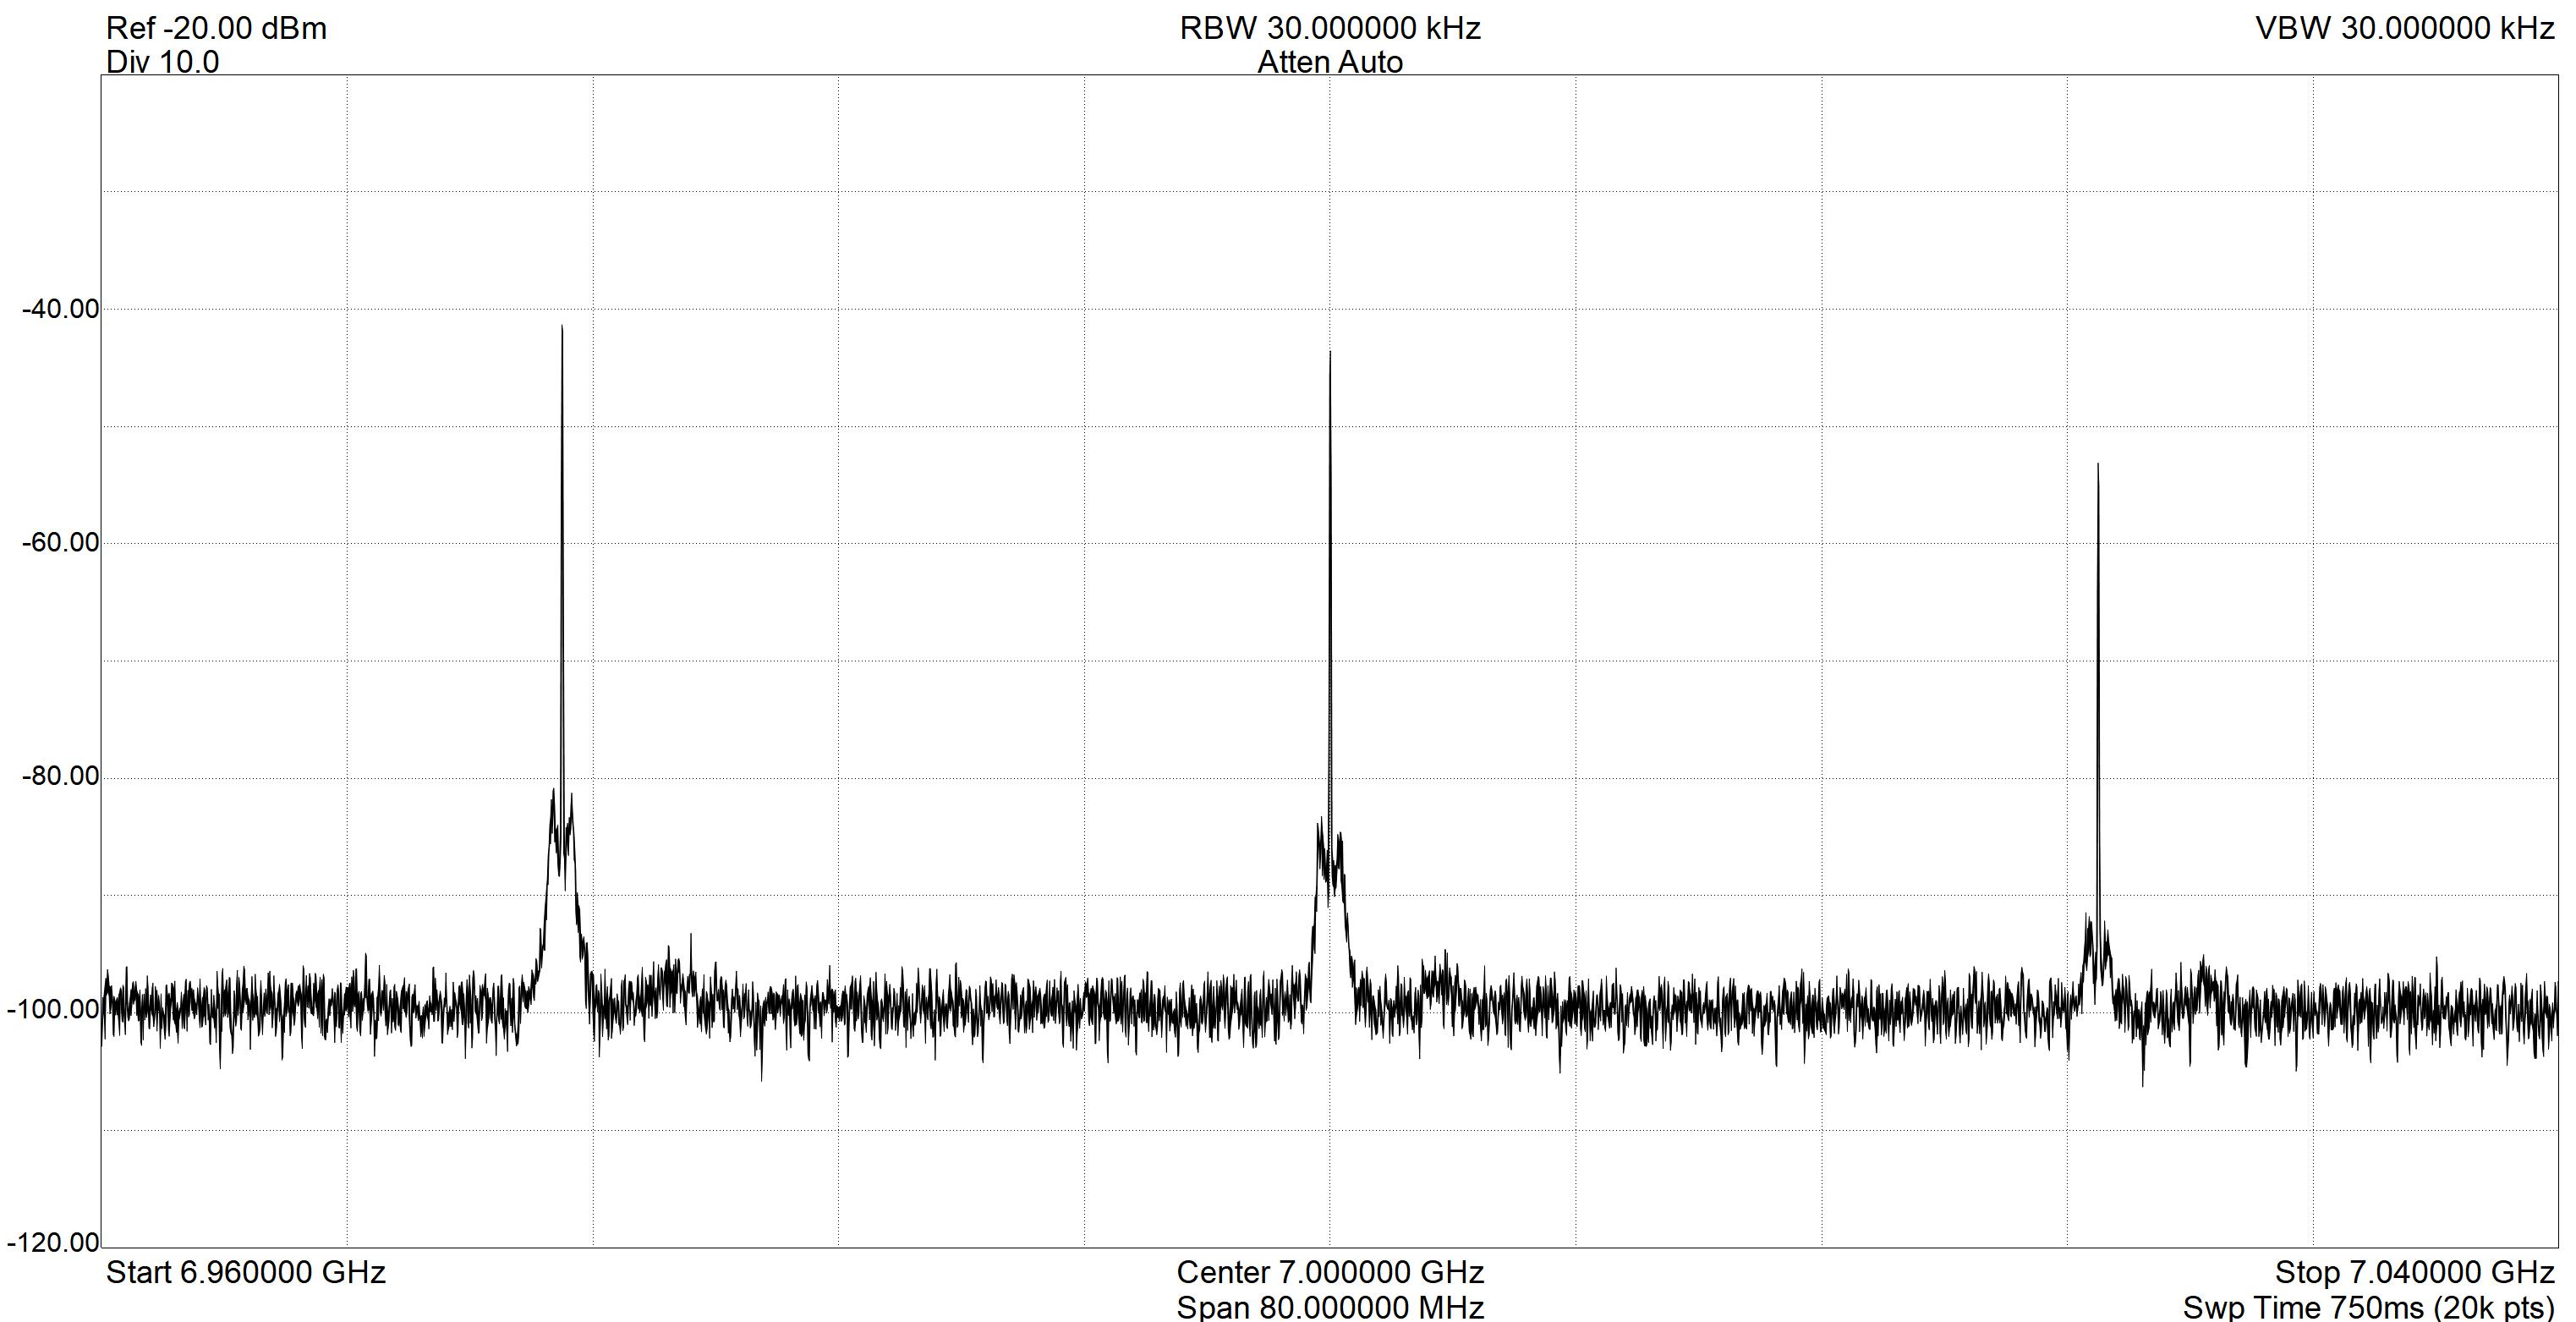 Ref -20.00 dBm
RBW 30.000000 kHz
VBW 30.000000 kHz
Div 10.0
Atten Auto
-40.00
-60.00
-80.00
-100.00
-120.00
Start 6.960000 GHz
Center 7.000000 GHz
Stop 7.040000 GHz
Span 80.000000 MHz
Swp Time 750ms (20k pts)